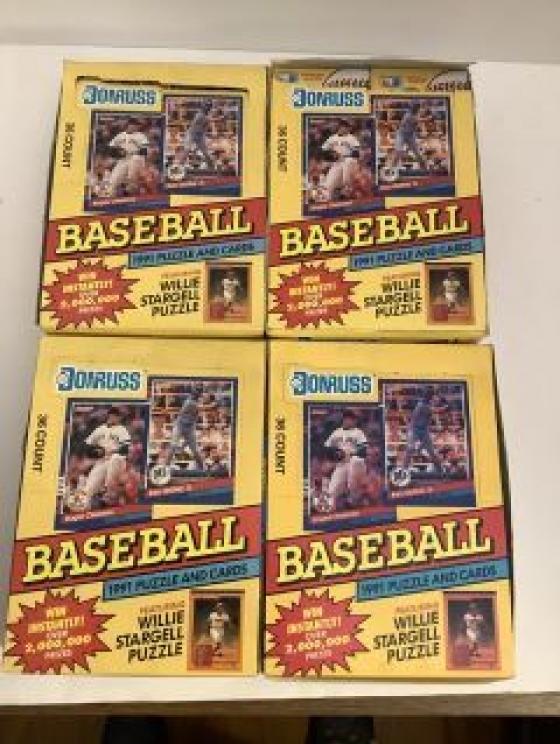 DONRUSS
36 COUNT
BASEBALL
1991 PUZZLE AND CARDS
WIN
INSTANTLY!
OVER
2,000,000
PRIZES
FEATURING
WILLIE
STARGELL
PUZZLE
DONRUSS
36 COUNT
BASEBALL
1991 PUZZLE AND CARDS
WIN
INSTANTLY!
OVER
2,000,000
PRIZES
FEATURING
WILLIE
STARGELL
PUZZLE
DONRUSS
36 COUNT
BASEBALL
1991 PUZZLE AND CARDS
WIN
INSTANTLY!
OVER
2,000,000
PRIZES
FEATURING
WILLIE
STARGELL
PUZZLE
DONRUSS
36 COUNT
BASEBALL
1991 PUZZLE AND CARDS
WIN
INSTANTLY!
OVER
2,000,000
PRIZES
FEATURING
WILLIE
STARGELL
PUZZLE